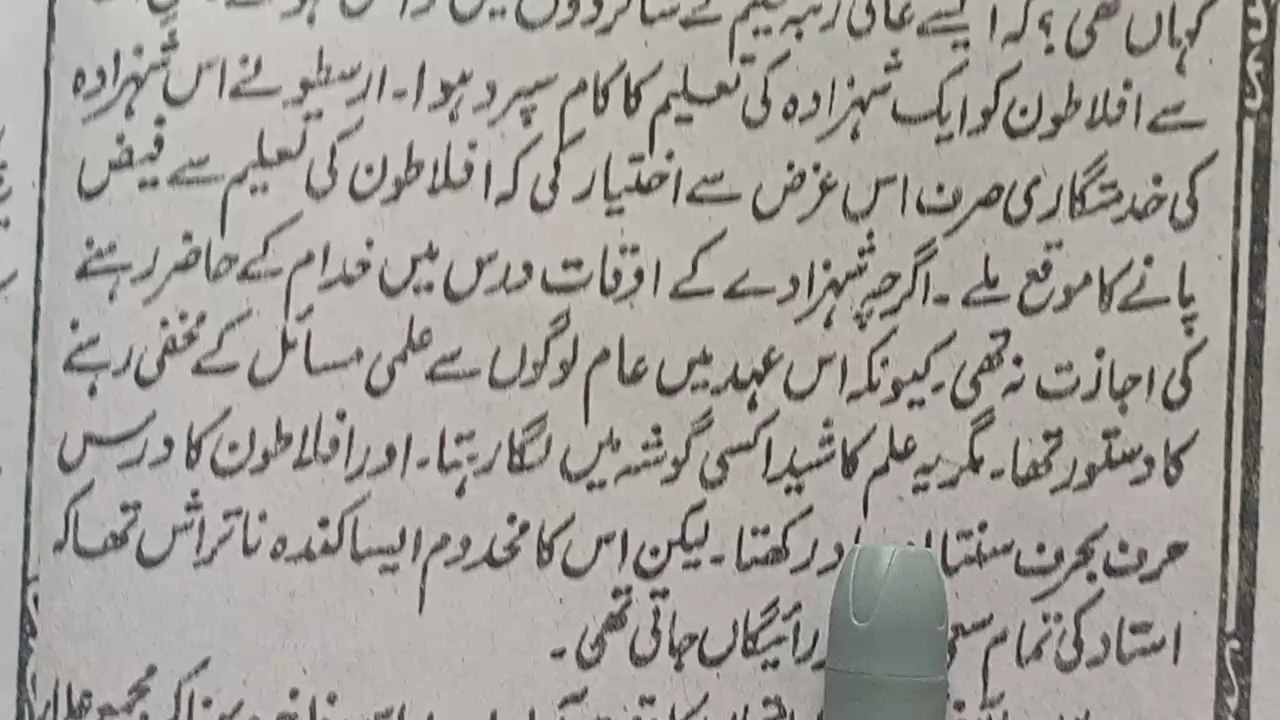 کہاں تھی؟ کہ ایسے عالی رتبہ کے شاگردوں میں
سے افلاطون کو ایک شہزادہ کی تعلیم کا کام سپرد ہوا۔ ارسطو نے اس شہزادہ
کی خدمتگاری صرف اس غرض سے اختیار کی کہ افلاطون کی تعلیم سے فیض
پانے کا موقع ملے۔ اگرچہ شہزادے کے اوقات درس میں خدام کے حاضر رہنے
کی اجازت نہ تھی۔ کیونکہ اس عہد میں عام لوگوں سے علمی مسائل کے مخفی رہنے
کا دستور تھا۔ مگر یہ علم کا شیدا کسی گوشہ میں لگا رہتا۔ اور افلاطون کا درس
حرف بحرف سنتا رکھتا۔ لیکن اس کا مخدوم ایسا کندہ ناتراش تھا کہ
استاد کی تمام رائیگاں جاتی تھی۔